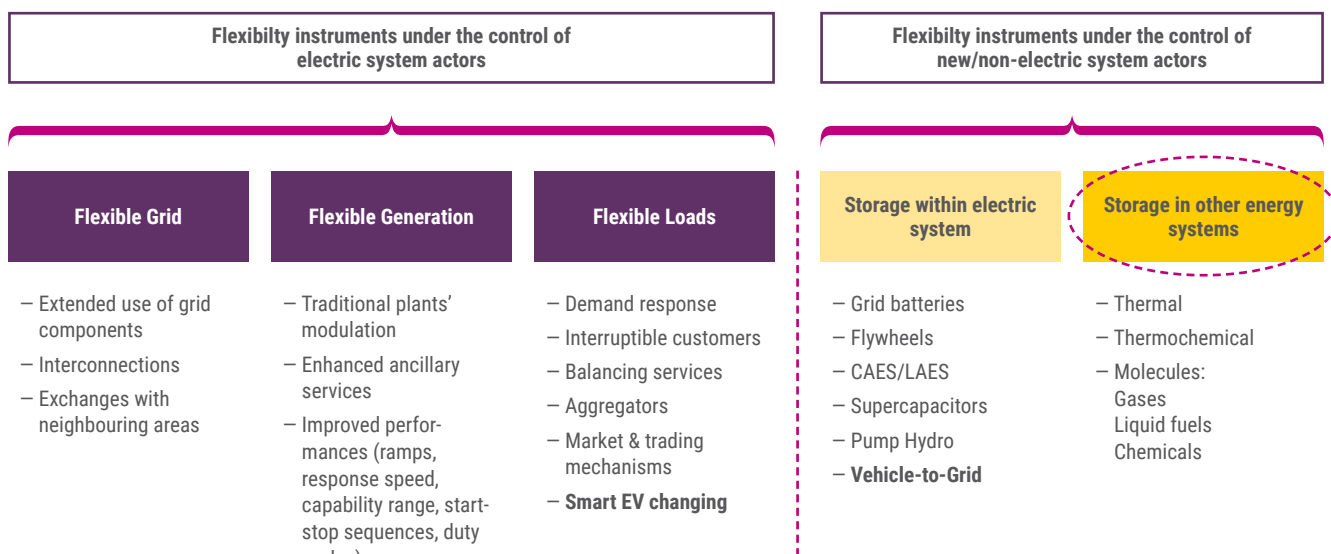 Flexibilty instruments under the control of
electric system actors
Flexibilty instruments under the control of
new/non-electric system actors
Flexible Grid
Flexible Generation
Flexible Loads
Storage within electric
system
Storage in other energy
systems
— Extended use of grid
components
— Interconnections
— Exchanges with
neighbouring areas
— Traditional plants’
modulation
— Enhanced ancillary
services
— Improved perfor-
mances (ramps,
response speed,
capability range, start-
stop sequences, duty
— Demand response
— Interruptible customers
— Balancing services
— Aggregators
— Market & trading
mechanisms
— Smart EV changing
— Grid batteries
— Flywheels
— CAES/LAES
— Supercapacitors
— Pump Hydro
— Vehicle-to-Grid
— Thermal
— Thermochemical
— Molecules:
Gases
Liquid fuels
Chemicals